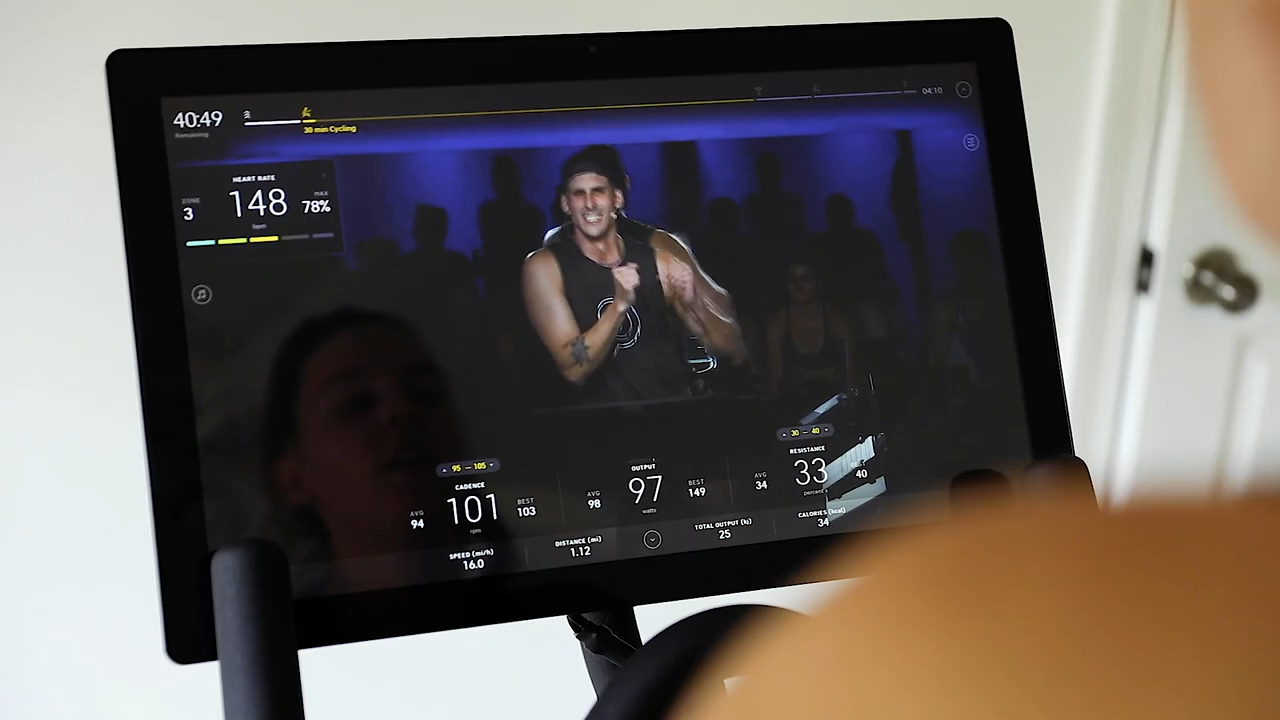 40:49
Remaining
30 min Cycling
04:10
HEART RATE
ZONE
3
148
bpm
MAX
78%
95 — 105
CADENCE
AVG
94
101
rpm
BEST
103
OUTPUT
AVG
98
97
watts
BEST
149
30 — 40
RESISTANCE
AVG
34
33
percent
40
SPEED (mi/h)
16.0
DISTANCE (mi)
1.12
TOTAL OUTPUT (kj)
25
CALORIES (kcal)
34